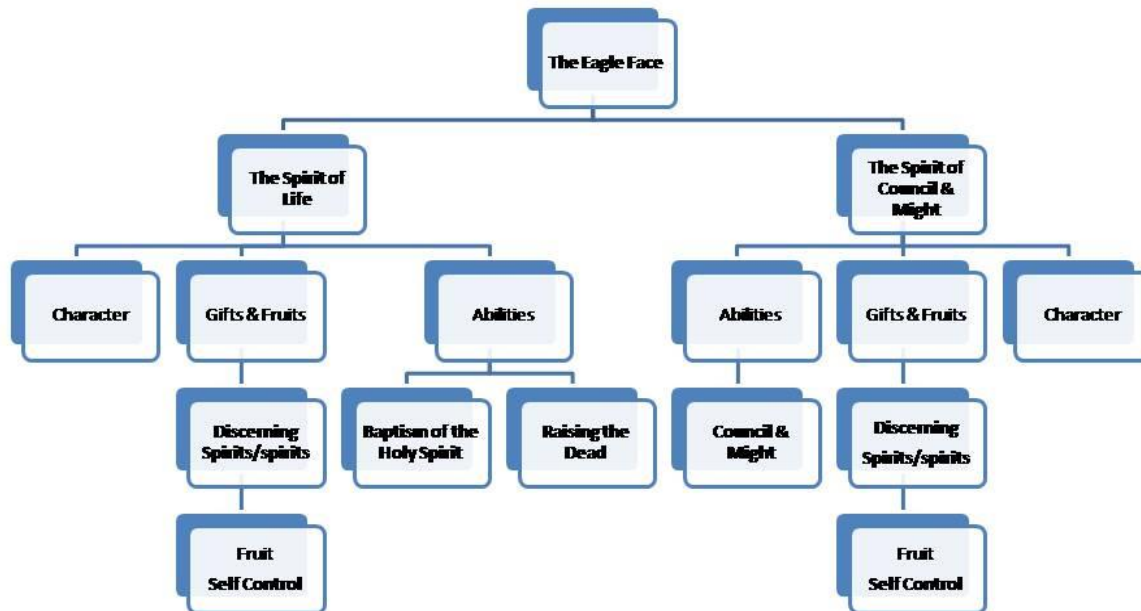 The Eagle Face
The Spirit of
Life
The Spirit of
Council &
Might
Character
Gifts & Fruits
Abilities
Abilities
Gifts & Fruits
Character
Discerning
Spirits/spirits
Baptism of the
Holy Spirit
Raising the
Dead
Council &
Might
Discerning
Spirits/spirits
Fruit
Self Control
Fruit
Self Control